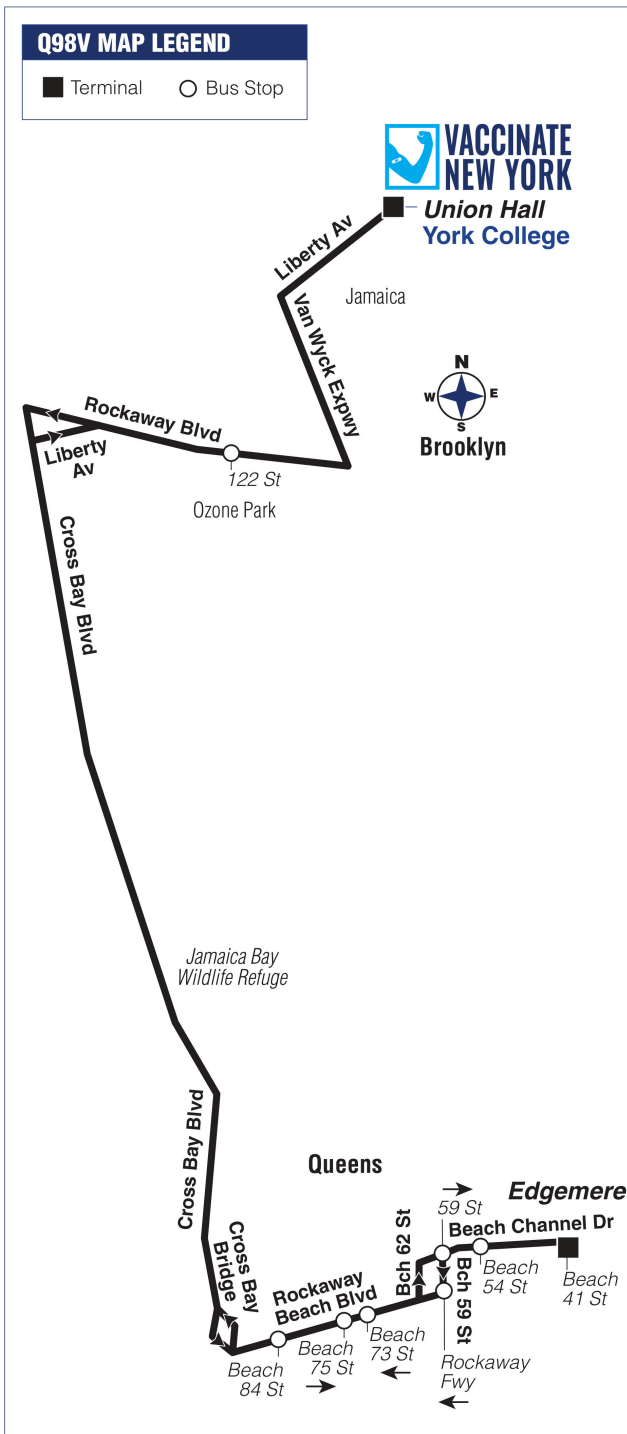 Q98V MAP LEGEND
Terminal
Bus Stop
VACCINATE
NEW YORK
Union Hall
York College
Liberty Av
Jamaica
Van Wyck Expwy
N
W
E
S
Brooklyn
Rockaway Blvd
Liberty
Av
122 St
Ozone Park
Cross Bay Blvd
Jamaica Bay
Wildlife Refuge
Cross Bay Blvd
Queens
Edgemere
59 St
Beach Channel Dr
Bch 62 St
Cross Bay
Bridge
Bch 59 St
Beach
54 St
Beach
41 St
Rockaway
Beach Blvd
Beach
84 St
Beach
75 St
Beach
73 St
Rockaway
Fwy